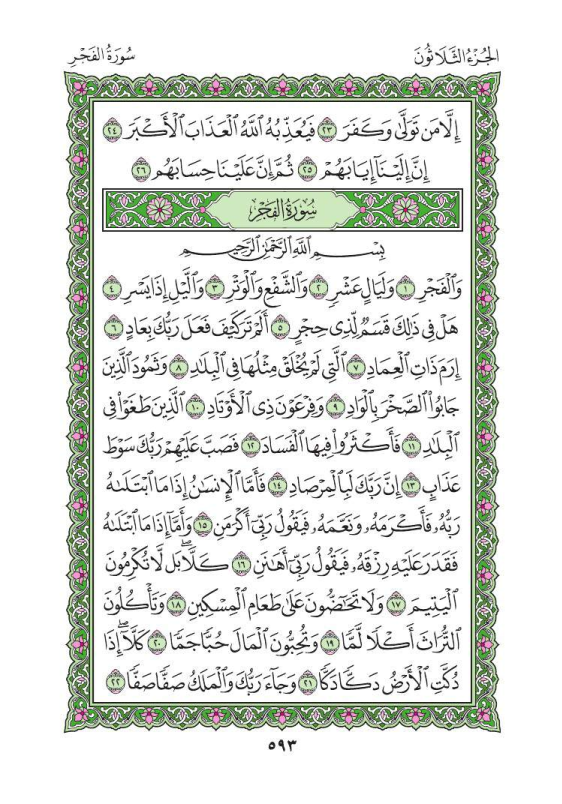 الجُزءُ الثَّلَاثُونَ
سُورَةُ الفَجْرِ
إِلَّا مَن تَوَلَّىٰ وَكَفَرَ ٢٣ فَيُعَذِّبُهُ ٱللَّهُ ٱلۡعَذَابَ ٱلۡأَكۡبَرَ ٢٤
إِنَّ إِلَيۡنَآ إِيَابَهُمۡ ٢٥ ثُمَّ إِنَّ عَلَيۡنَا حِسَابَهُم ٢٦
سُورَةُ الفَجْرِ
بِسۡمِ ٱللَّهِ ٱلرَّحۡمَٰنِ ٱلرَّحِيمِ
وَٱلۡفَجۡرِ ١ وَلَيَالٍ عَشۡرٖ ٢ وَٱلشَّفۡعِ وَٱلۡوَتۡرِ ٣ وَٱلَّيۡلِ إِذَا يَسۡرِ ٤
هَلۡ فِي ذَٰلِكَ قَسَمٞ لِّذِي حِجۡرٍ ٥ أَلَمۡ تَرَ كَيۡفَ فَعَلَ رَبُّكَ بِعَادٍ ٦
إِرَمَ ذَاتِ ٱلۡعِمَادِ ٧ ٱلَّتِي لَمۡ يُخۡلَقۡ مِثۡلُهَا فِي ٱلۡبِلَٰدِ ٨ وَثَمُودَ ٱلَّذِينَ
جَابُواْ ٱلصَّخۡرَ بِٱلۡوَادِ ٩ وَفِرۡعَوۡنَ ذِي ٱلۡأَوۡتَادِ ١٠ ٱلَّذِينَ طَغَوۡاْ فِي
ٱلۡبِلَٰدِ ١١ فَأَكۡثَرُواْ فِيهَا ٱلۡفَسَادَ ١٢ فَصَبَّ عَلَيۡهِمۡ رَبُّكَ سَوۡطَ
عَذَابٍ ١٣ إِنَّ رَبَّكَ لَبِٱلۡمِرۡصَادِ ١٤ فَأَمَّا ٱلۡإِنسَٰنُ إِذَا مَا ٱبۡتَلَىٰهُ
رَبُّهُۥ فَأَكۡرَمَهُۥ وَنَعَّمَهُۥ فَيَقُولُ رَبِّيٓ أَكۡرَمَنِ ١٥ وَأَمَّآ إِذَا مَا ٱبۡتَلَىٰهُ
فَقَدَرَ عَلَيۡهِ رِزۡقَهُۥ فَيَقُولُ رَبِّيٓ أَهَٰنَنِ ١٦ كَلَّاۖ بَل لَّا تُكۡرِمُونَ
ٱلۡيَتِيمَ ١٧ وَلَا تَحَٰٓضُّونَ عَلَىٰ طَعَامِ ٱلۡمِسۡكِينِ ١٨ وَتَأۡكُلُونَ
ٱلتُّرَاثَ أَكۡلٗا لَّمّٗا ١٩ وَتُحِبُّونَ ٱلۡمَالَ حُبّٗا جَمّٗا ٢٠ كَلَّآۖ إِذَا
دُكَّتِ ٱلۡأَرۡضُ دَكّٗا دَكّٗا ٢١ وَجَآءَ رَبُّكَ وَٱلۡمَلَكُ صَفّٗا صَفّٗا ٢٢
٥٩٣